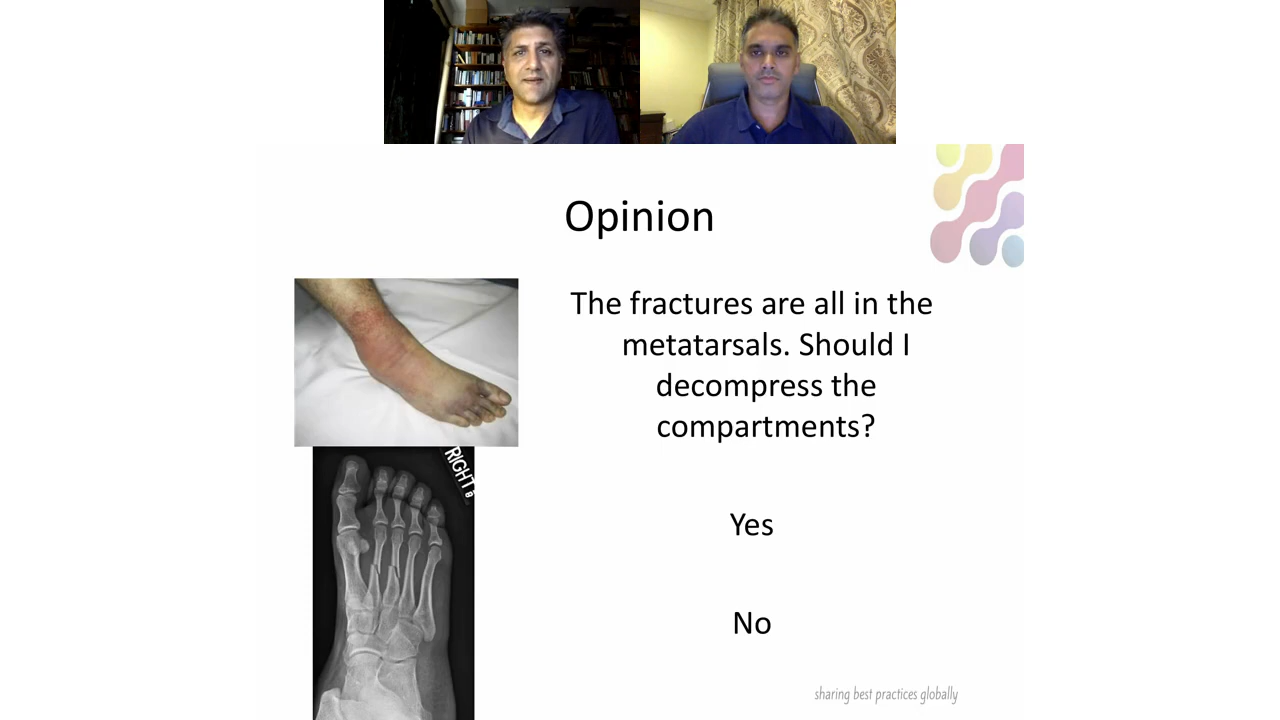 Opinion
The fractures are all in the
metatarsals. Should I
decompress the
compartments?
Yes
No
RIGHT
sharing best practices globally